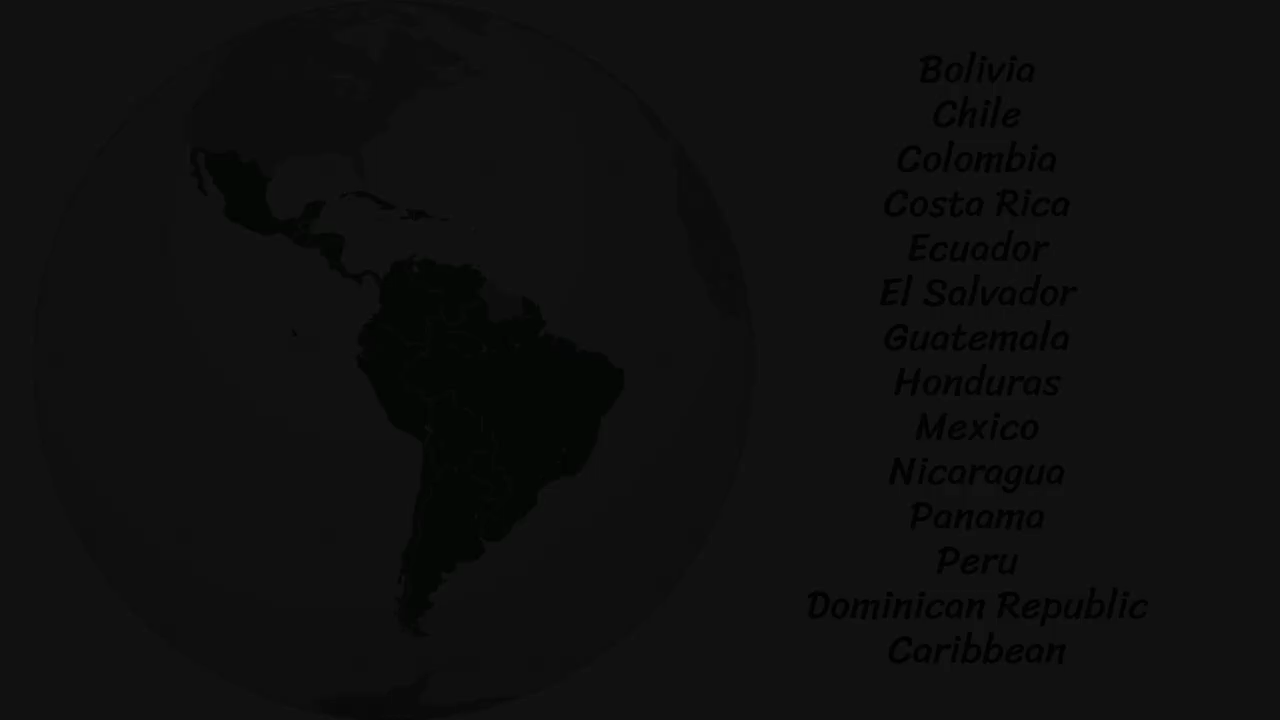 Bolivia
Chile
Colombia
Costa Rica
Ecuador
El Salvador
Guatemala
Honduras
Mexico
Nicaragua
Panama
Peru
Dominican Republic
Caribbean